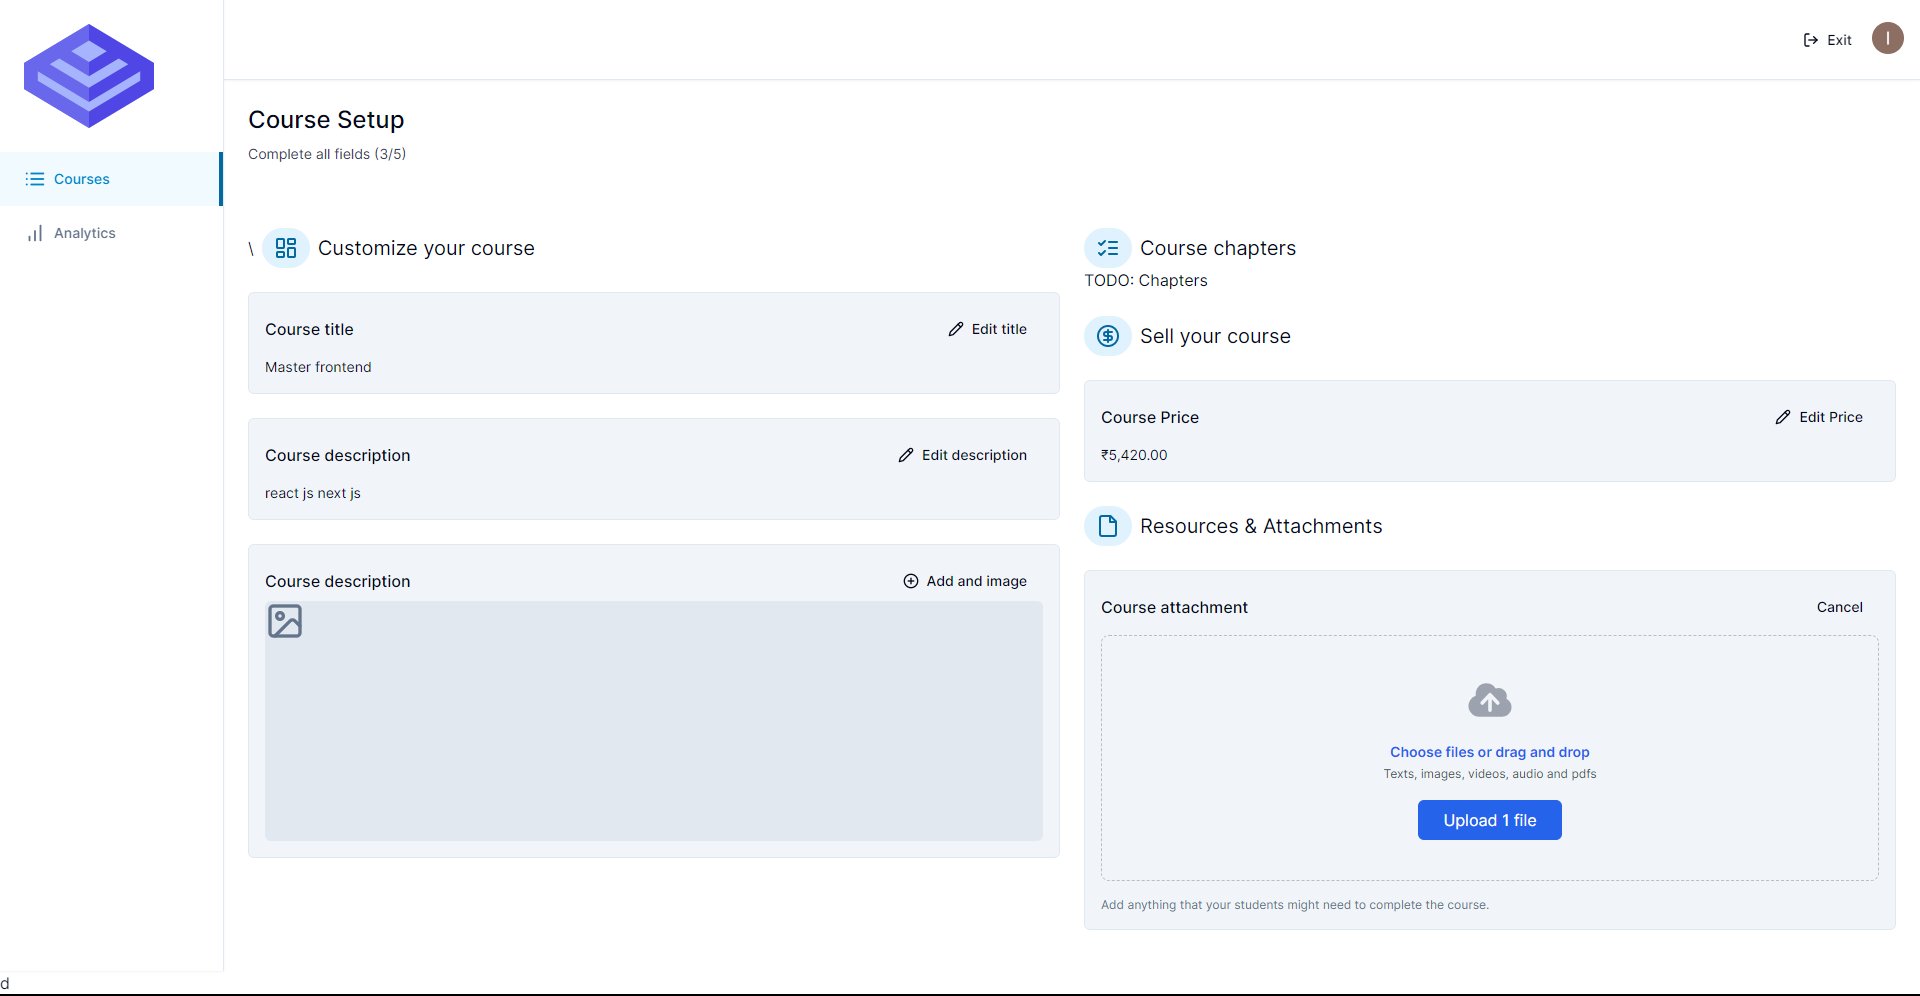 Exit
I
Courses
Analytics
Course Setup
Complete all fields (3/5)
\ Customize your course
Course title
Edit title
Master frontend
Course description
Edit description
react js next js
Course description
Add and image
Course chapters
TODO: Chapters
Sell your course
Course Price
Edit Price
₹5,420.00
Resources & Attachments
Course attachment
Cancel
Choose files or drag and drop
Texts, images, videos, audio and pdfs
Upload 1 file
Add anything that your students might need to complete the course.
d